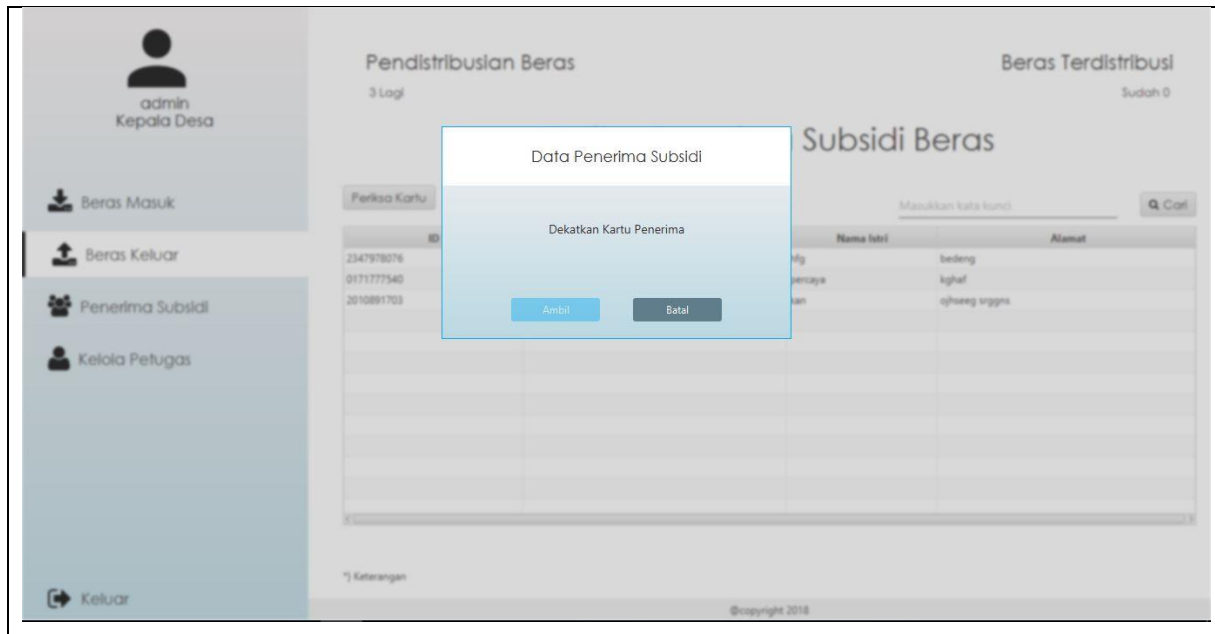 admin
Kepala Desa
Beras Masuk
Beras Keluar
Penerima Subsidi
Kelola Petugas
Keluar
Pendistribusian Beras
3 Lagi
Beras Terdistribusi
Sudah 0
Subsidi Beras
Periksa Kartu
Masukkan kata kunci
Cari
ID
Nama Istri
Alamat
2347978076
bedeng
0171777540
percaya
kghaf
2010891703
ojhseeg srggns
Data Penerima Subsidi
Dekatkan Kartu Penerima
Ambil
Batal
*) Keterangan
@copyright 2018